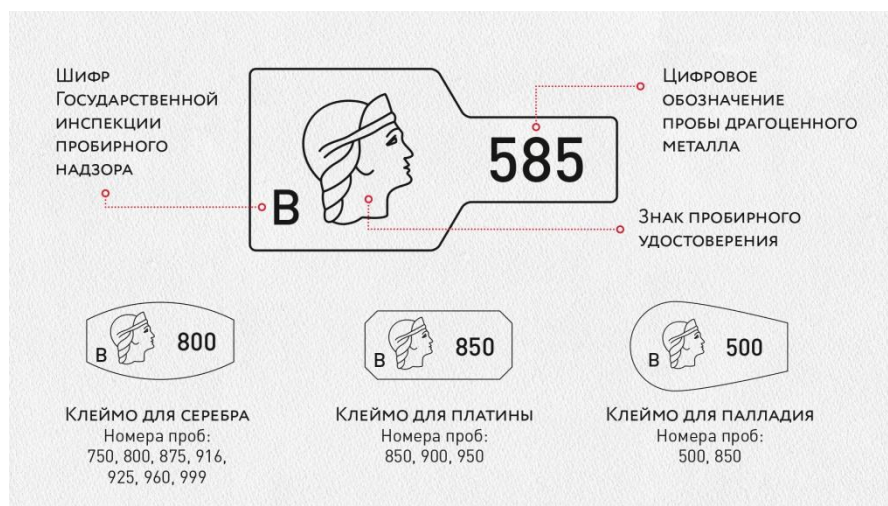 Шифр
Государственной
инспекции
пробирного
надзора
Цифровое
обозначение
пробы драгоценного
металла
В
585
Знак пробирного
удостоверения
В
800
В
850
В
500
Клеймо для серебра
Номера проб:
750, 800, 875, 916,
925, 960, 999
Клеймо для платины
Номера проб:
850, 900, 950
Клеймо для палладия
Номера проб:
500, 850